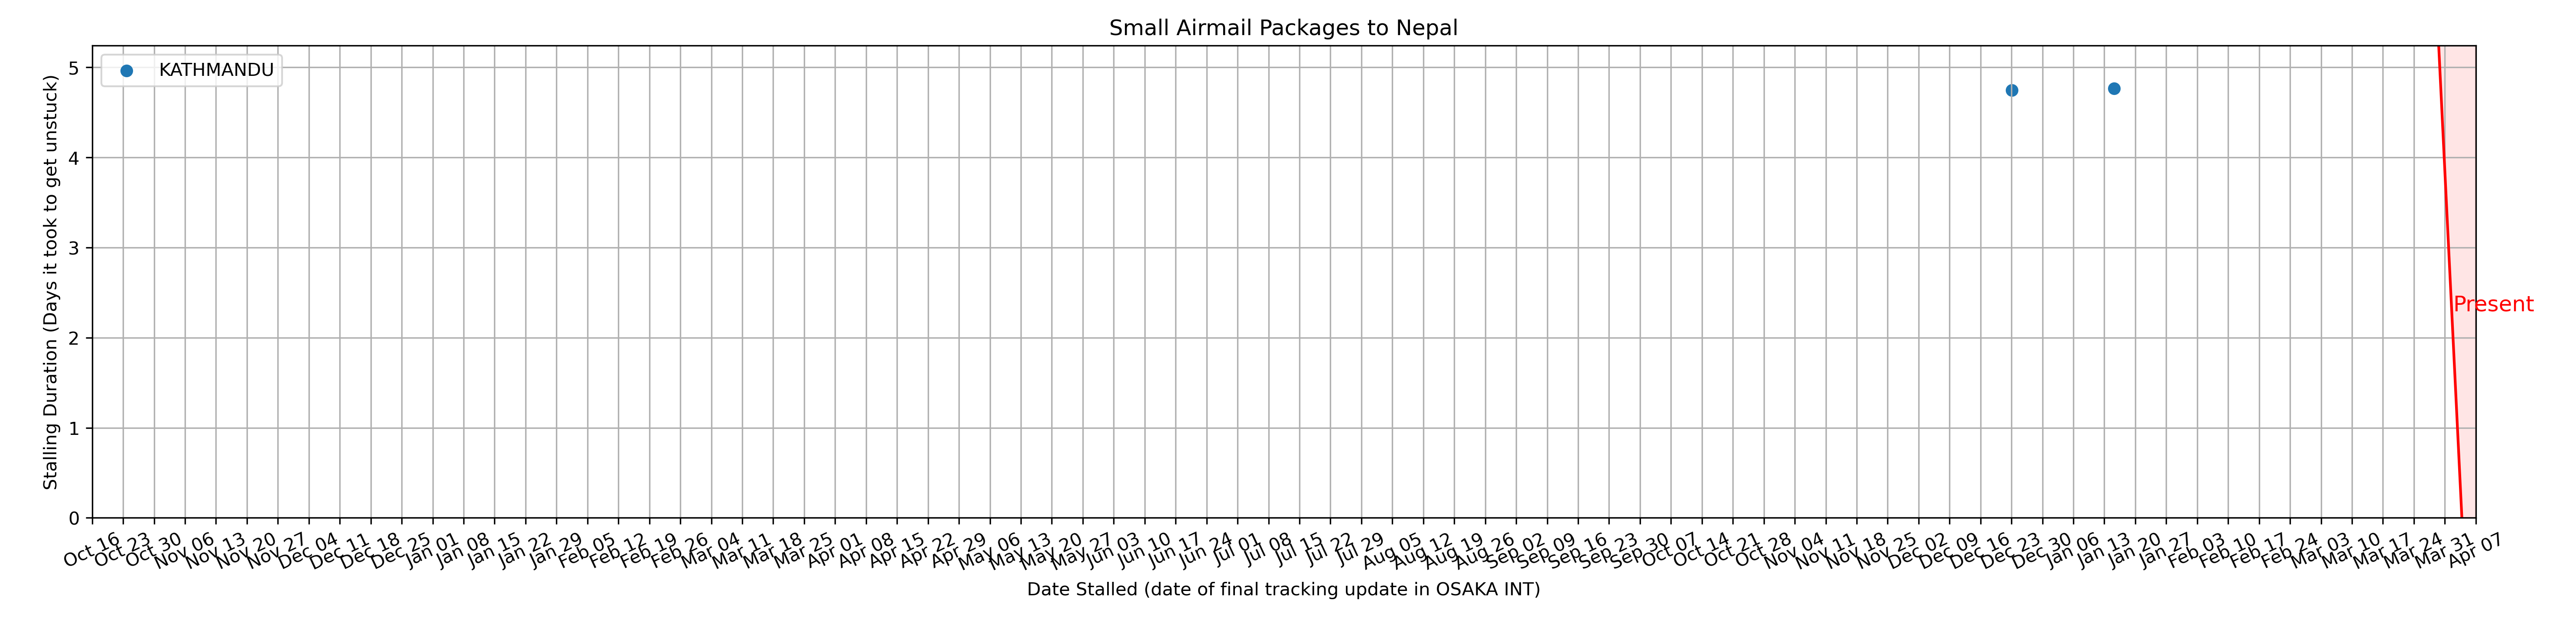 Small Airmail Packages to Nepal
KATHMANDU
Stalling Duration (Days it took to get unstuck)
5
4
3
2
1
0
Present
Oct 16 Oct 23 Oct 30 Nov 06 Nov 13 Nov 20 Nov 27 Dec 04 Dec 11 Dec 18 Dec 25 Jan 01 Jan 08 Jan 15 Jan 22 Jan 29 Feb 05 Feb 12 Feb 19 Feb 26 Mar 04 Mar 11 Mar 18 Mar 25 Apr 01 Apr 08 Apr 15 Apr 22 Apr 29 May 06 May 13 May 20 May 27 Jun 03 Jun 10 Jun 17 Jun 24 Jul 01 Jul 08 Jul 15 Jul 22 Jul 29 Aug 05 Aug 12 Aug 19 Aug 26 Sep 02 Sep 09 Sep 16 Sep 23 Sep 30 Oct 07 Oct 14 Oct 21 Oct 28 Nov 04 Nov 11 Nov 18 Nov 25 Dec 02 Dec 09 Dec 16 Dec 23 Dec 30 Jan 06 Jan 13 Jan 20 Jan 27 Feb 03 Feb 10 Feb 17 Feb 24 Mar 03 Mar 10 Mar 17 Mar 24 Mar 31 Apr 07
Date Stalled (date of final tracking update in OSAKA INT)